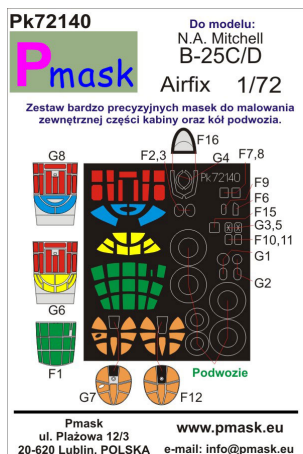 Pk72140
Do modelu:
N.A. Mitchell
B-25C/D
Pmask
Airfix 1/72
Zestaw bardzo precyzyjnych masek do malowania
zewnętrznej części kabiny oraz kół podwozia.
F16
G8
F2,3
G4
F7,8
Pk72140
F9
F6
F15
G3,5
F10,11
G1
G6
G2
F1
Podwozie
G7
F12
Pmask
ul. Plażowa 12/3
20-620 Lublin, POLSKA
www.pmask.eu
e-mail: info@pmask.eu